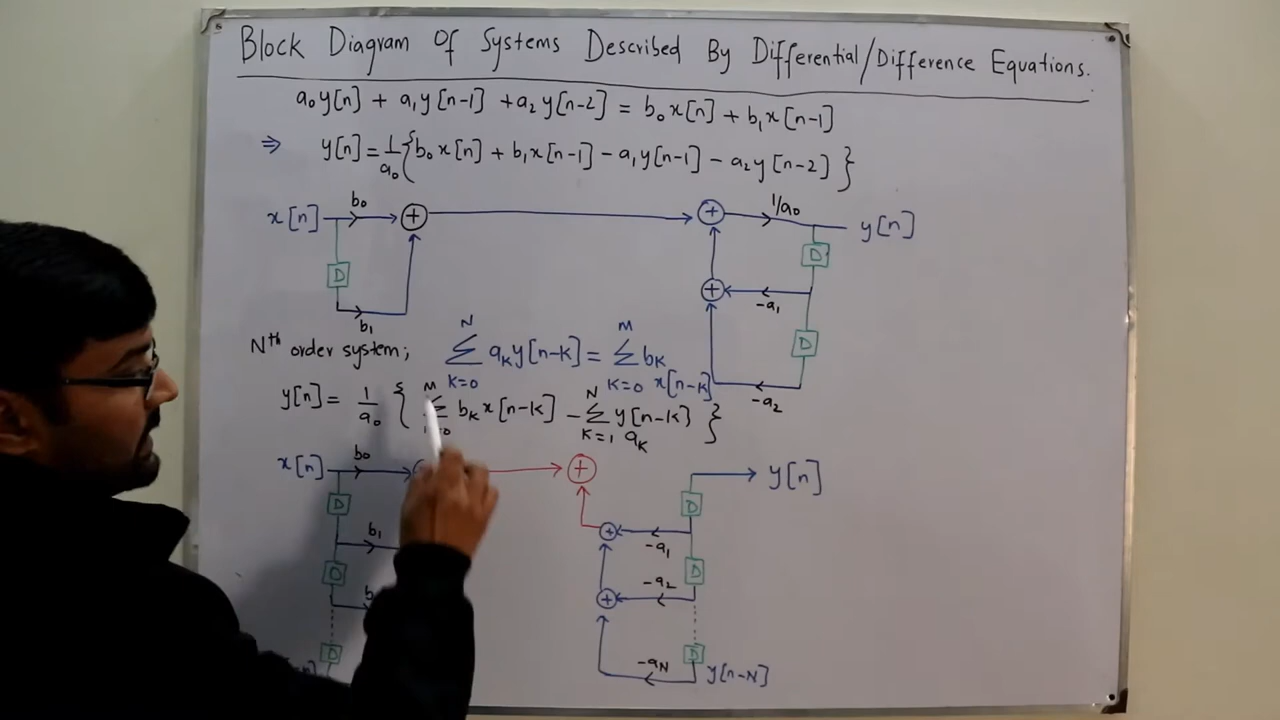 Block Diagram Of Systems Described By Differential/Difference Equations.
a₀y[n] + a₁y[n-1] + a₂y[n-2] = b₀x[n] + b₁x[n-1]
⇒ y[n] = 1/a₀ { b₀x[n] + b₁x[n-1] - a₁y[n-1] - a₂y[n-2] }
x[n] b₀ + + 1/a₀ y[n]
D D
+ -a₁
b₁
D
-a₂
Nth order system; N Σ K=0 aₖy[n-k] = M Σ K=0 bₖ x[n-k]
y[n] = 1/a₀ { M Σ bₖx[n-k] - N Σ K=1 aₖ y[n-k] }
x[n] b₀ + y[n]
D D
b₁ + -a₁
D D
+ -a₂
D D
-aN y[n-N]